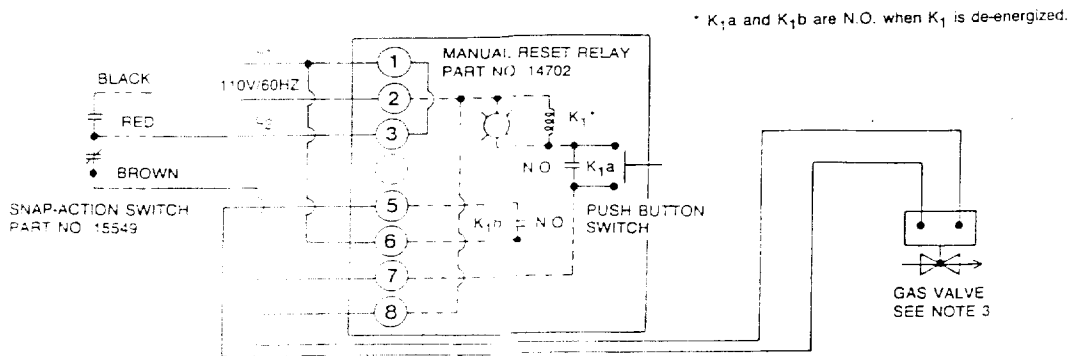 * K₁a and K₁b are N.O. when K₁ is de-energized.
MANUAL RESET RELAY
PART NO. 14702
BLACK
110V/60HZ
RED
BROWN
SNAP-ACTION SWITCH
PART NO. 15549
1
2
3
5
6
7
8
K₁*
N.O.
K₁a
K₁b
N.O.
PUSH BUTTON
SWITCH
GAS VALVE
SEE NOTE 3